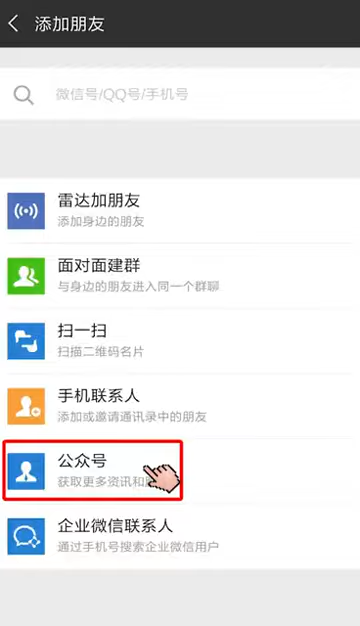 添加朋友
微信号/QQ号/手机号
雷达加朋友
添加身边的朋友
面对面建群
与身边的朋友进入同一个群聊
扫一扫
扫描二维码名片
手机联系人
添加或邀请通讯录中的朋友
公众号
获取更多资讯和
企业微信联系人
通过手机号搜索企业微信用户